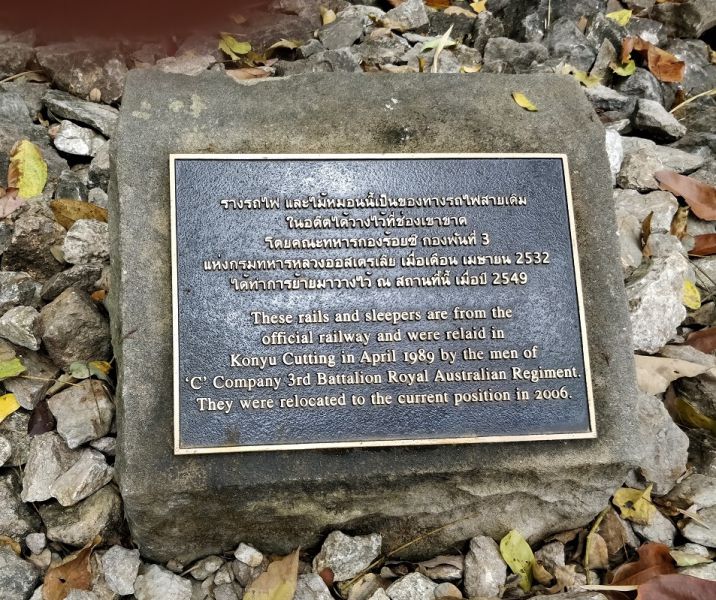 รางรถไฟ และไม้หมอนนี้เป็นของทางรถไฟสายเดิม
ในอดีตได้วางไว้ที่ช่องเขาขาด
โดยคณะทหารกองร้อยซี กองพันที่ 3
แห่งกรมทหารหลวงออสเตรเลีย เมื่อเดือน เมษายน 2532
ได้ทำการย้ายมาวางไว้ ณ สถานที่นี้ เมื่อปี 2549
These rails and sleepers are from the
official railway and were relaid in
Konyu Cutting in April 1989 by the men of
‘C’ Company 3rd Battalion Royal Australian Regiment.
They were relocated to the current position in 2006.